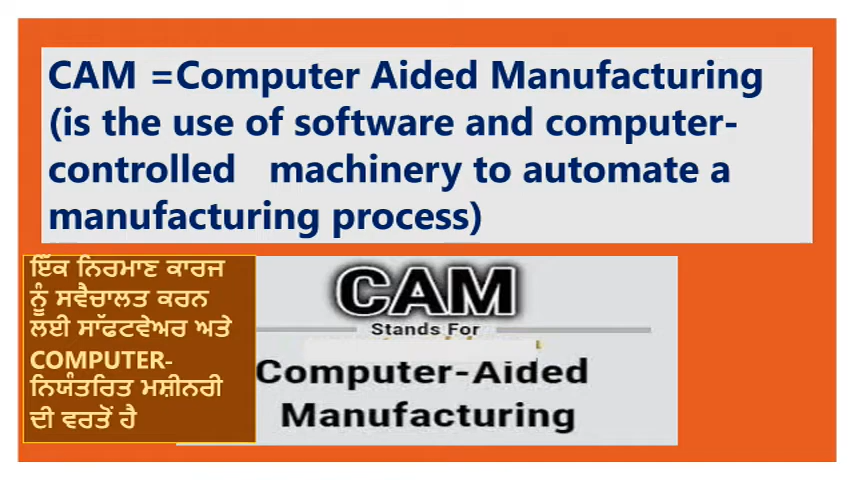 CAM =Computer Aided Manufacturing
(is the use of software and computer-
controlled machinery to automate a
manufacturing process)
ਇੱਕ ਨਿਰਮਾਣ ਕਾਰਜ
ਨੂੰ ਸਵੈਚਾਲਤ ਕਰਨ
ਲਈ ਸਾੱਫਟਵੇਅਰ ਅਤੇ
COMPUTER-
ਨਿਯੰਤਰਿਤ ਮਸ਼ੀਨਰੀ
ਦੀ ਵਰਤੋਂ ਹੈ
CAM
Stands For
Computer-Aided
Manufacturing